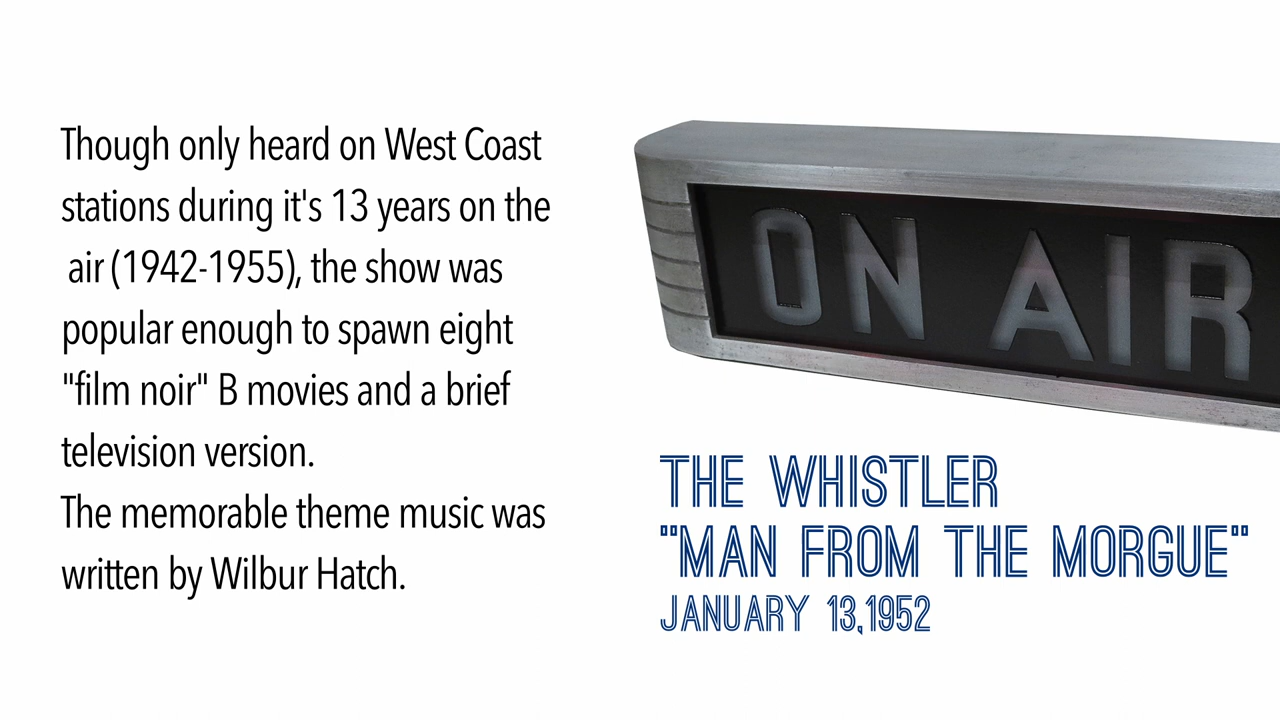 Though only heard on West Coast
stations during it's 13 years on the
air (1942-1955), the show was
popular enough to spawn eight
"film noir" B movies and a brief
television version.
The memorable theme music was
written by Wilbur Hatch.
ON AIR
THE WHISTLER
"MAN FROM THE MORGUE"
JANUARY 13,1952